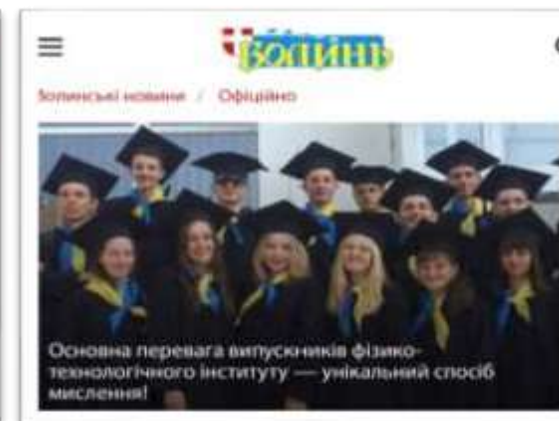 Волинь
Волинські новини / Офіційно
Основна перевага випускників фізико-
технологічного інституту — унікальний спосіб
мислення!